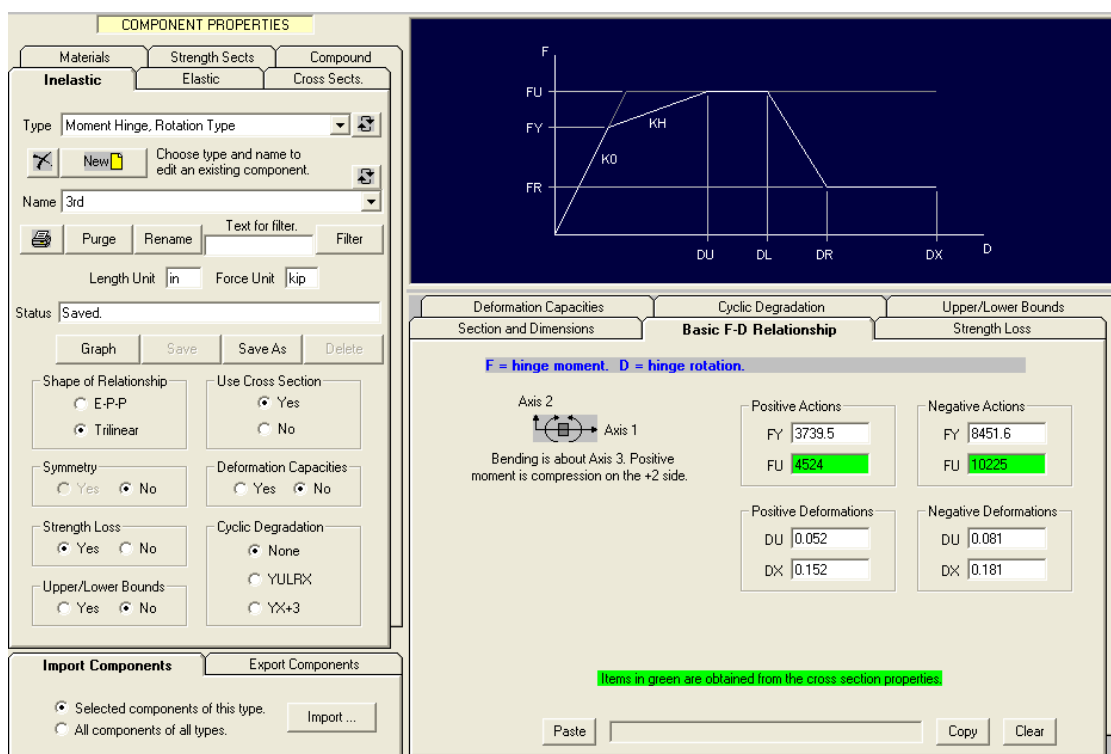 COMPONENT PROPERTIES
Materials
Strength Sects
Compound
Inelastic
Elastic
Cross Sects.
Type
Moment Hinge, Rotation Type
New
Choose type and name to
edit an existing component.
Name
3rd
Purge
Rename
Text for filter.
Filter
Length Unit
in
Force Unit
kip
Status
Saved.
Graph
Save
Save As
Delete
Shape of Relationship
E-P-P
Trilinear
Use Cross Section
Yes
No
Symmetry
Yes
No
Deformation Capacities
Yes
No
Strength Loss
Yes
No
Cyclic Degradation
None
YULRX
YX+3
Upper/Lower Bounds
Yes
No
Import Components
Export Components
Selected components of this type.
All components of all types.
Import ...
F
FU
FY
KH
K0
FR
DU
DL
DR
DX
D
Deformation Capacities
Cyclic Degradation
Upper/Lower Bounds
Section and Dimensions
Basic F-D Relationship
Strength Loss
F = hinge moment. D = hinge rotation.
Axis 2
Axis 1
Bending is about Axis 3. Positive
moment is compression on the +2 side.
Positive Actions
FY 3739.5
FU 4524
Negative Actions
FY 8451.6
FU 10225
Positive Deformations
DU 0.052
DX 0.152
Negative Deformations
DU 0.081
DX 0.181
Items in green are obtained from the cross section properties.
Paste
Copy
Clear